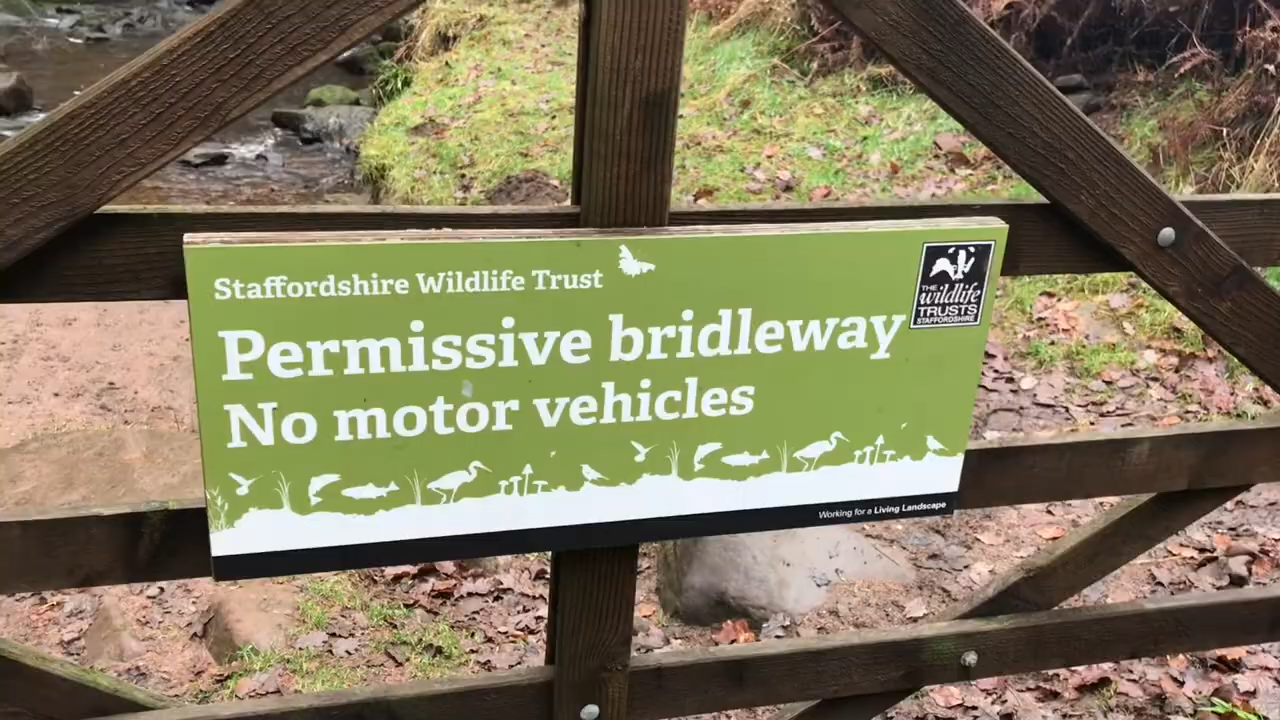 Staffordshire Wildlife Trust
THE
wildlife
TRUSTS
STAFFORDSHIRE
Permissive bridleway
No motor vehicles
Working for a Living Landscape